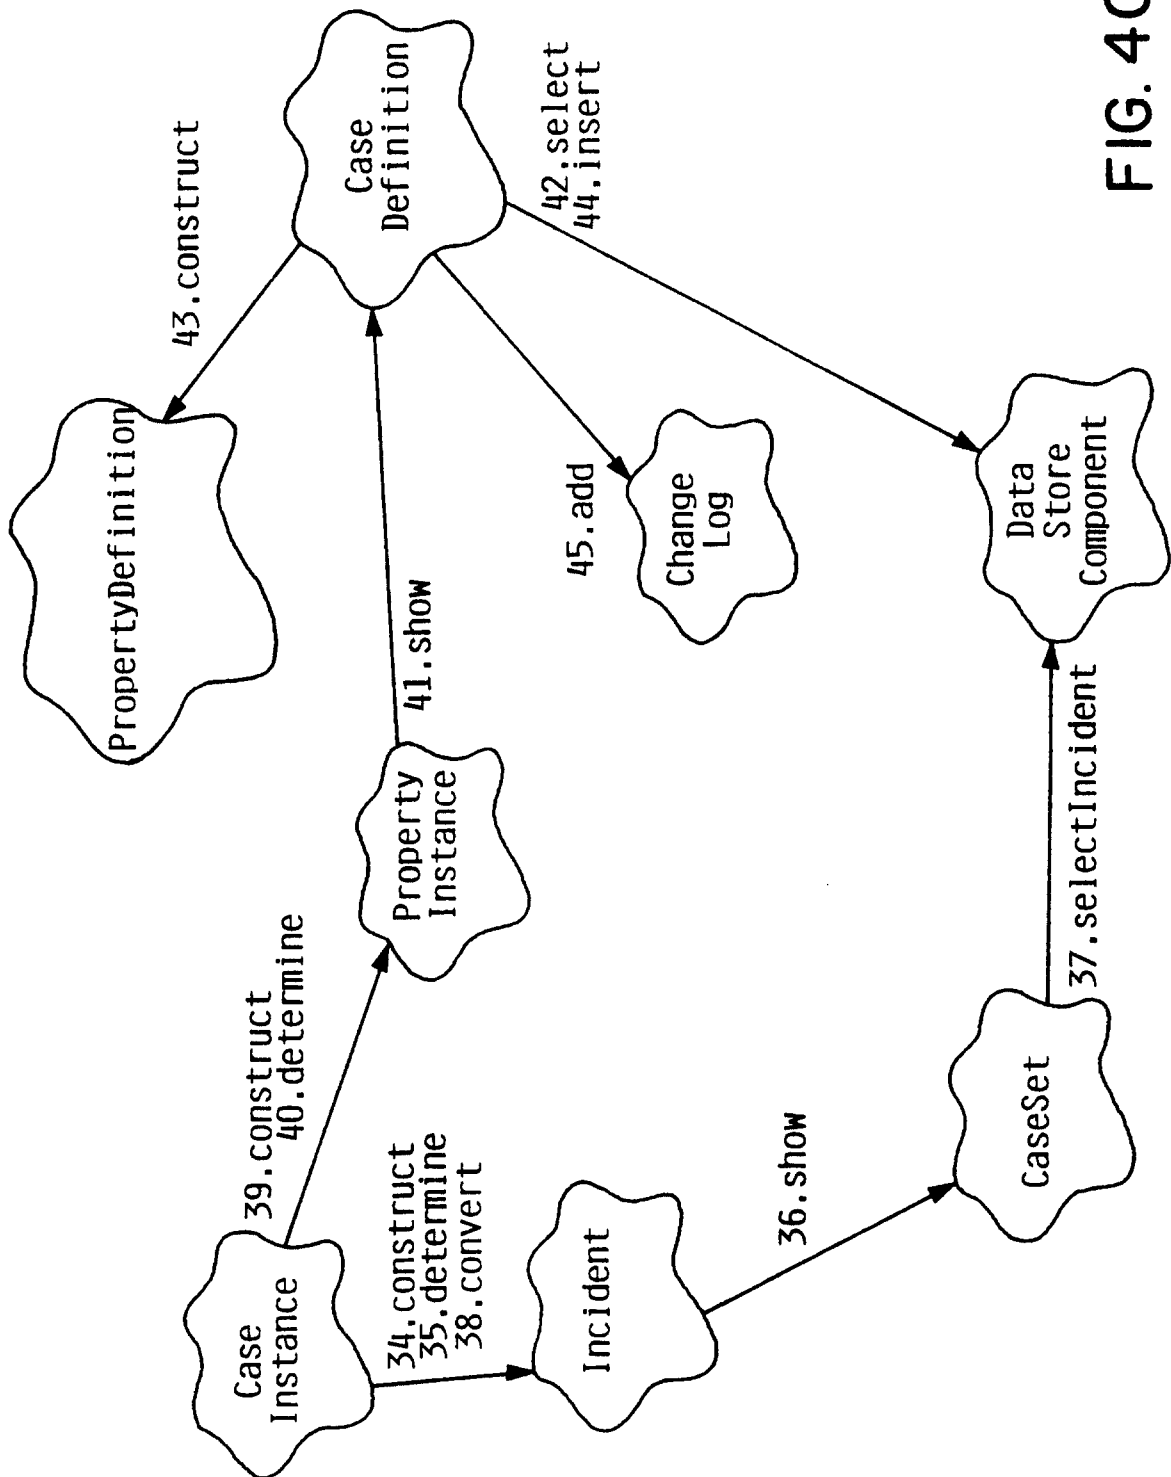 PropertyDefinition
43.construct
Case
Instance
39.construct
40.determine
Case
Definition
34.construct
35.determine
38.convert
Property
Instance
41.show
42.select
44.insert
45.add
Incident
Change
Log
36.show
CaseSet
Data
Store
Component
37.selectIncident
FIG.